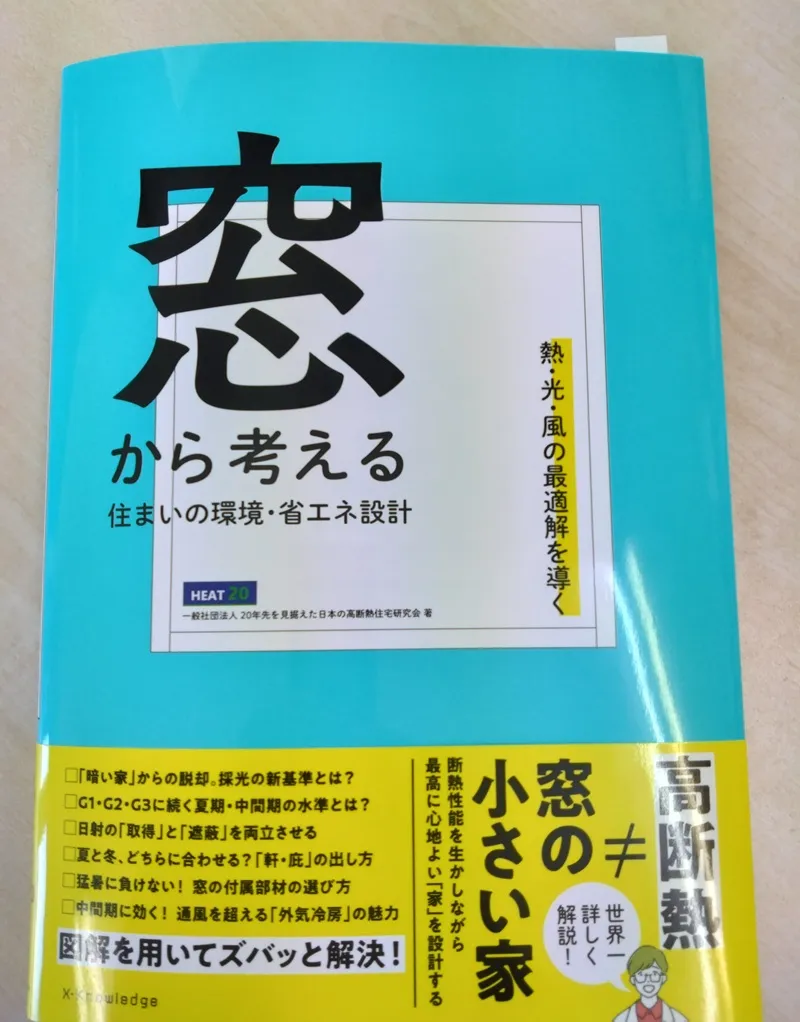 窓
から考える
住まいの環境・省エネ設計
熱・光・風の最適解を導く
HEAT 20
一般社団法人 20年先を見据えた日本の高断熱住宅研究会 著
高断熱
≠
窓の
小さい家
断熱性能を生かしながら
最高に心地よい「家」を設計する
世界一
詳しく
解説！
□「暗い家」からの脱却。採光の新基準とは？
□G1・G2・G3に続く夏期・中間期の水準とは？
□日射の「取得」と「遮蔽」を両立させる
□夏と冬、どちらに合わせる？「軒・庇」の出し方
□猛暑に負けない！ 窓の付属部材の選び方
□中間期に効く！ 通風を超える「外気冷房」の魅力
図解を用いてズバッと解決！
X-Knowledge